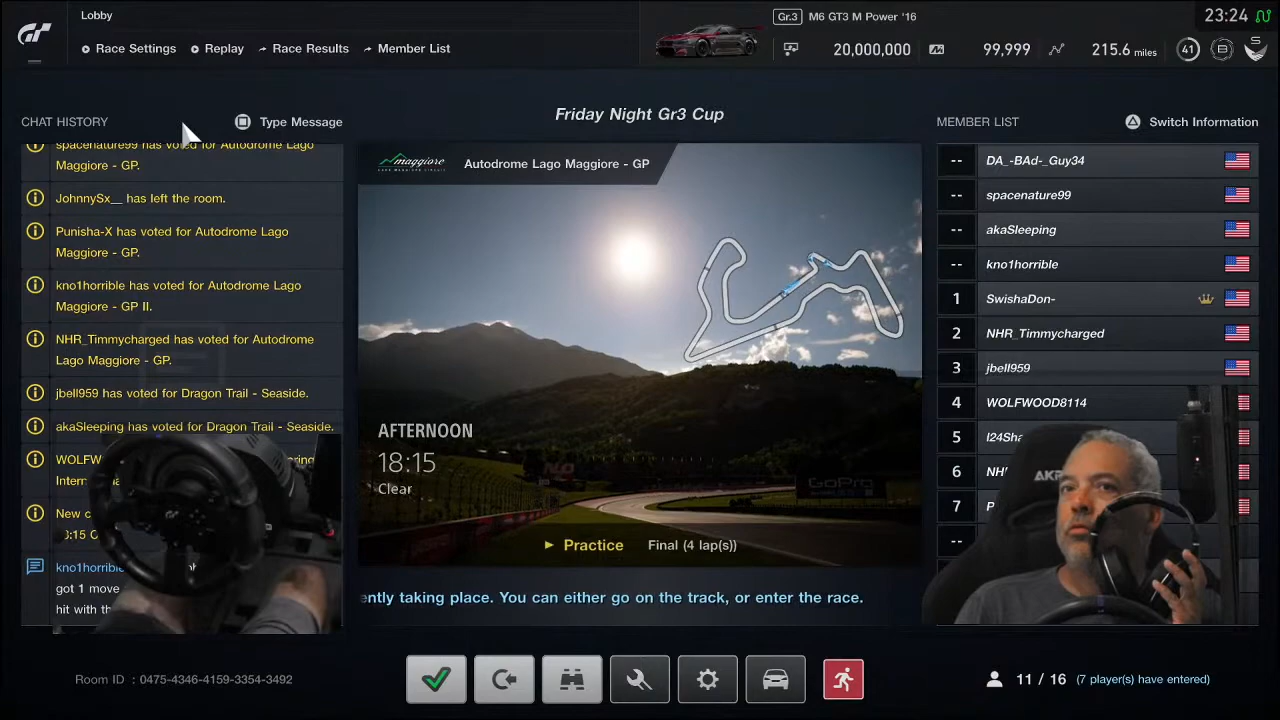 Lobby
Race Settings
Replay
Race Results
Member List
Gr.3
M6 GT3 M Power '16
23:24
20,000,000
99,999
215.6 miles
41
B
S
CHAT HISTORY
Type Message
spacenature99 has voted for Autodrome Lago
Maggiore - GP.
JohnnySx__ has left the room.
Punisha-X has voted for Autodrome Lago
Maggiore - GP.
kno1horrible has voted for Autodrome Lago
Maggiore - GP II.
NHR_Timmycharged has voted for Autodrome
Lago Maggiore - GP.
jbell959 has voted for Dragon Trail - Seaside.
akaSleeping has voted for Dragon Trail - Seaside.
New
kno1horrible
got 1 move
hit with
Friday Night Gr3 Cup
maggiore
Autodrome Lago Maggiore - GP
AFTERNOON
18:15
Clear
GoPro
Practice
Final (4 lap(s))
ently taking place. You can either go on the track, or enter the race.
MEMBER LIST
Switch Information
-- DA_-BAd-_Guy34
-- spacenature99
-- akaSleeping
-- kno1horrible
1 SwishaDon-
2 NHR_Timmycharged
3 jbell959
4 WOLFWOOD8114
5
6
7
--
Room ID : 0475-4346-4159-3354-3492
11 / 16
(7 player(s) have entered)